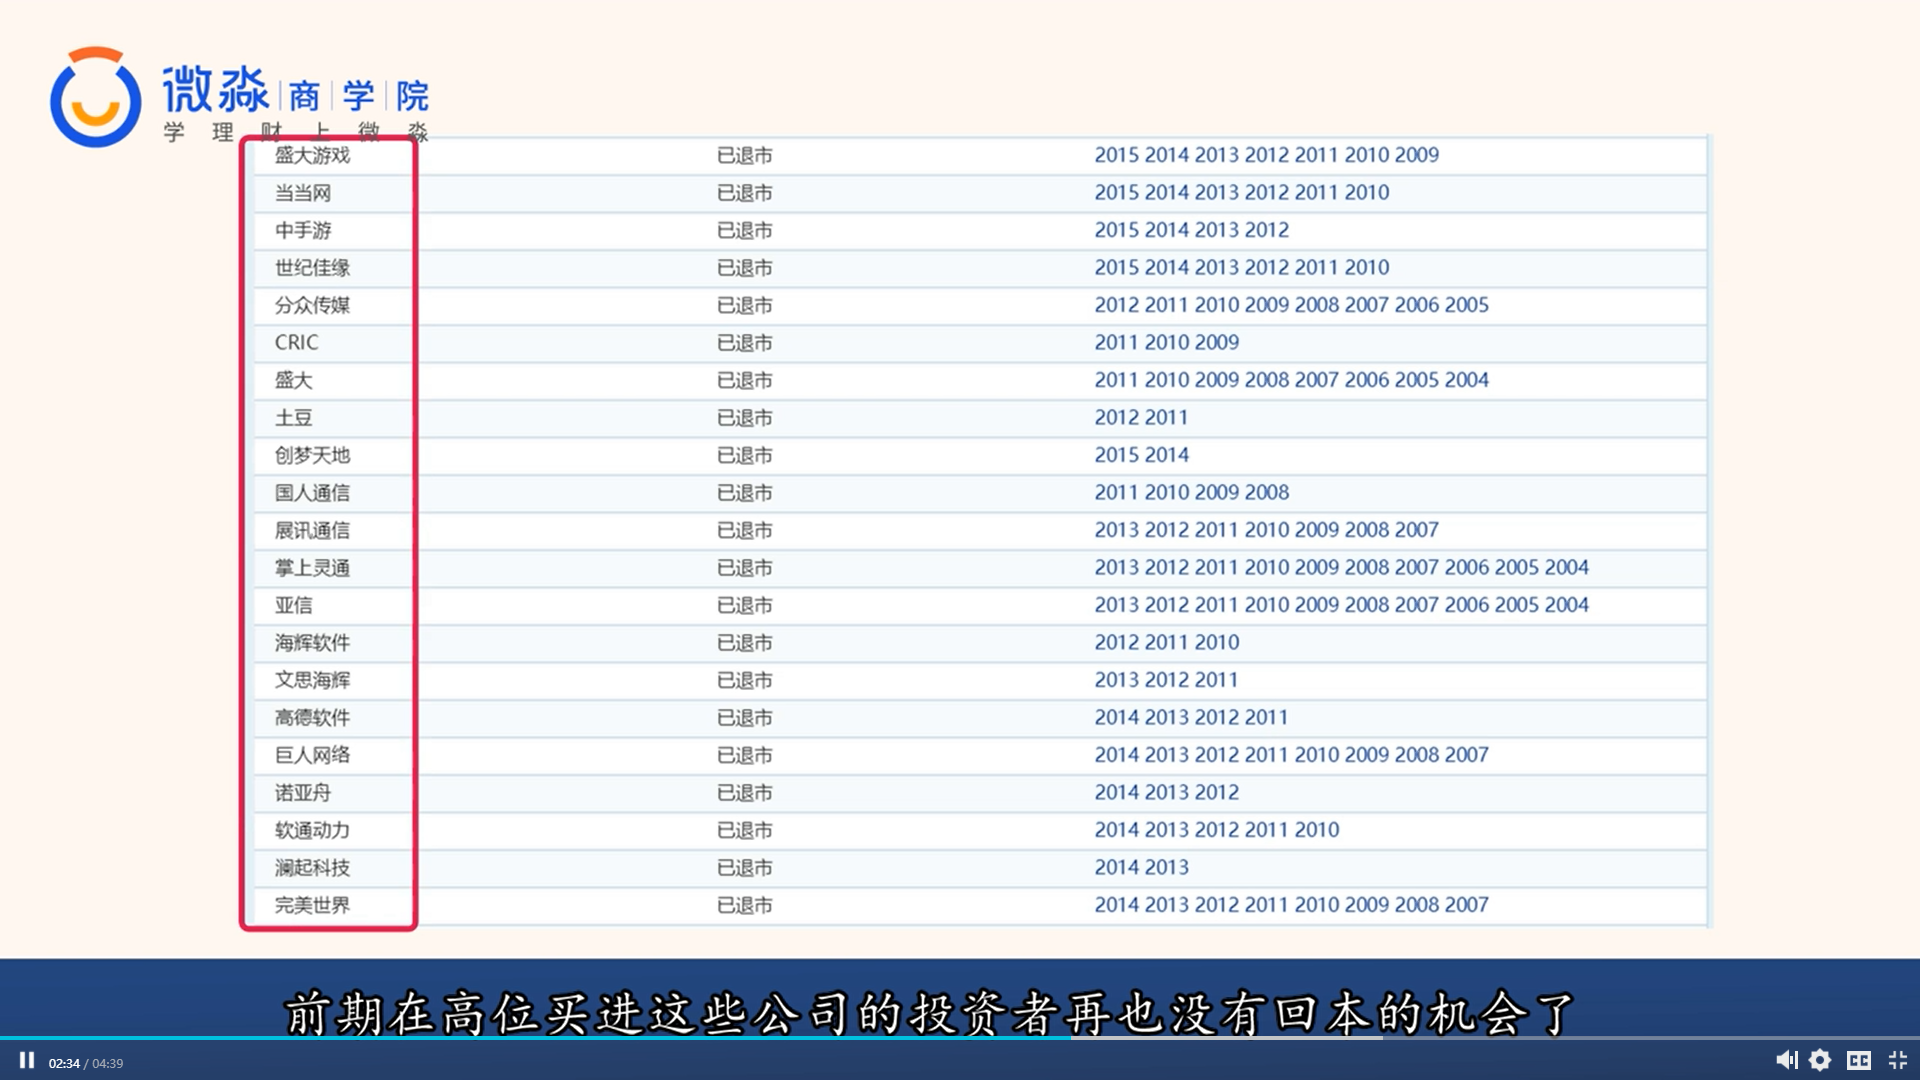 微淼商学院
学理财上微淼
盛大游戏 已退市 2015 2014 2013 2012 2011 2010 2009
当当网 已退市 2015 2014 2013 2012 2011 2010
中手游 已退市 2015 2014 2013 2012
世纪佳缘 已退市 2015 2014 2013 2012 2011 2010
分众传媒 已退市 2012 2011 2010 2009 2008 2007 2006 2005
CRIC 已退市 2011 2010 2009
盛大 已退市 2011 2010 2009 2008 2007 2006 2005 2004
土豆 已退市 2012 2011
创梦天地 已退市 2015 2014
国人通信 已退市 2011 2010 2009 2008
展讯通信 已退市 2013 2012 2011 2010 2009 2008 2007
掌上灵通 已退市 2013 2012 2011 2010 2009 2008 2007 2006 2005 2004
亚信 已退市 2013 2012 2011 2010 2009 2008 2007 2006 2005 2004
海辉软件 已退市 2012 2011 2010
文思海辉 已退市 2013 2012 2011
高德软件 已退市 2014 2013 2012 2011
巨人网络 已退市 2014 2013 2012 2011 2010 2009 2008 2007
诺亚舟 已退市 2014 2013 2012
软通动力 已退市 2014 2013 2012 2011 2010
澜起科技 已退市 2014 2013
完美世界 已退市 2014 2013 2012 2011 2010 2009 2008 2007
前期在高位买进这些公司的投资者再也没有回本的机会了
02:34 / 04:39 CC